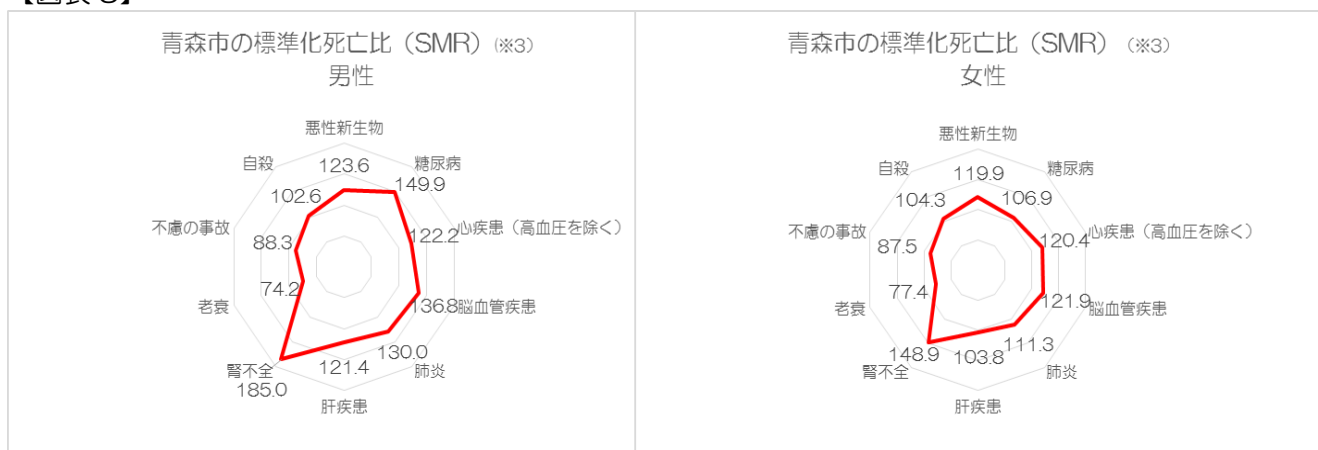 青森市の標準化死亡比（SMR）（※3）
男性
悪性新生物
123.6
糖尿病
149.9
心疾患（高血圧を除く）
122.2
脳血管疾患
136.8
肺炎
130.0
肝疾患
121.4
腎不全
185.0
老衰
74.2
不慮の事故
88.3
自殺
102.6
青森市の標準化死亡比（SMR）（※3）
女性
悪性新生物
119.9
糖尿病
106.9
心疾患（高血圧を除く）
120.4
脳血管疾患
121.9
肺炎
111.3
肝疾患
103.8
腎不全
148.9
老衰
77.4
不慮の事故
87.5
自殺
104.3